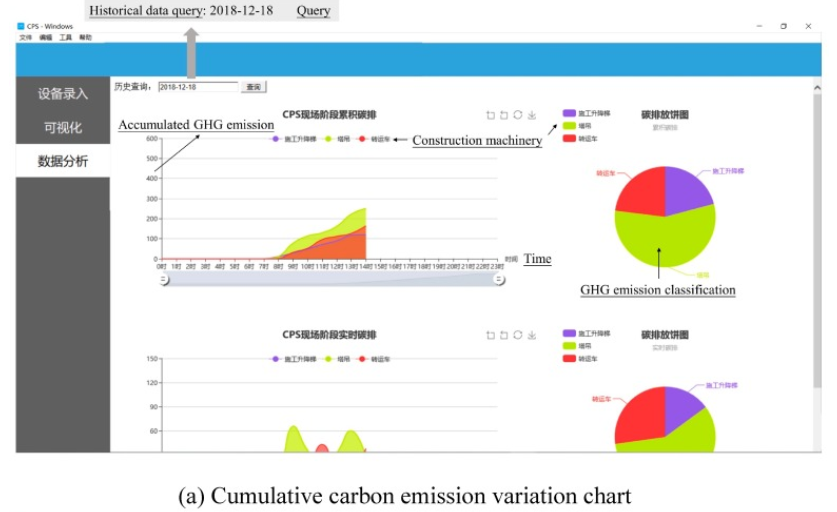 Historical data query: 2018-12-18 Query
CPS - Windows
文件 编辑 工具 帮助
设备录入
可视化
数据分析
历史查询: 2018-12-18 查询
CPS现场阶段累积碳排
施工升降梯 塔吊 转运车
Accumulated GHG emission
Construction machinery
600
500
400
300
200
100
0
0时 1时 2时 3时 4时 5时 6时 7时 8时 9时 10时 11时 12时 13时 14时 15时 16时 17时 18时 19时 20时 21时 22时 23时
时间 Time
施工升降梯
塔吊
转运车
碳排放饼图
累积碳排
转运车
施工升降梯
塔吊
GHG emission classification
CPS现场阶段实时碳排
施工升降梯 塔吊 转运车
150
120
90
60
施工升降梯
塔吊
转运车
碳排放饼图
实时碳排
转运车
施工升降梯
(a) Cumulative carbon emission variation chart